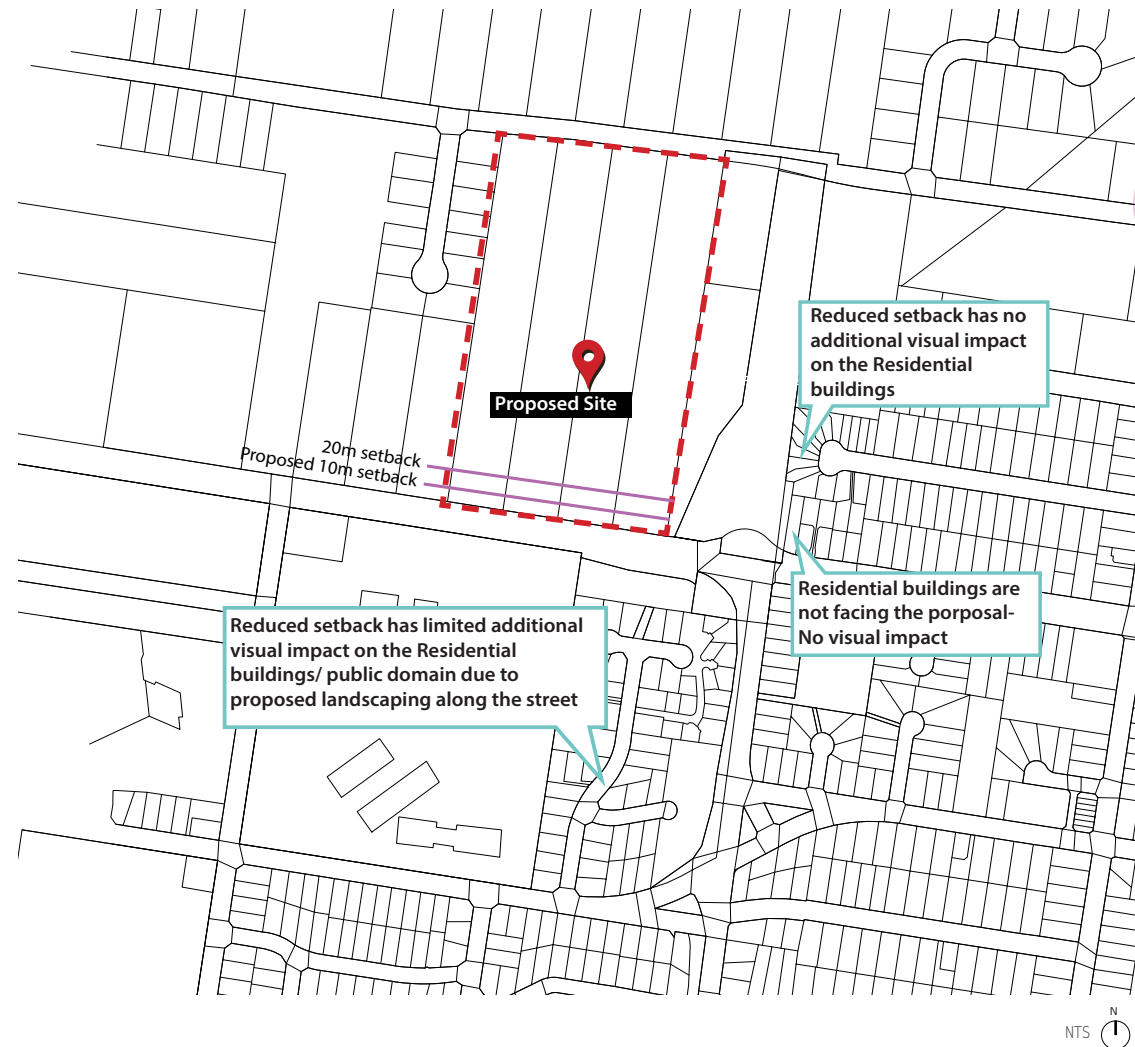 Reduced setback has no
additional visual impact
on the Residential
buildings
Proposed Site
20m setback
Proposed 10m setback
Residential buildings are
not facing the porposal-
No visual impact
Reduced setback has limited additional
visual impact on the Residential
buildings/ public domain due to
proposed landscaping along the street
N
NTS